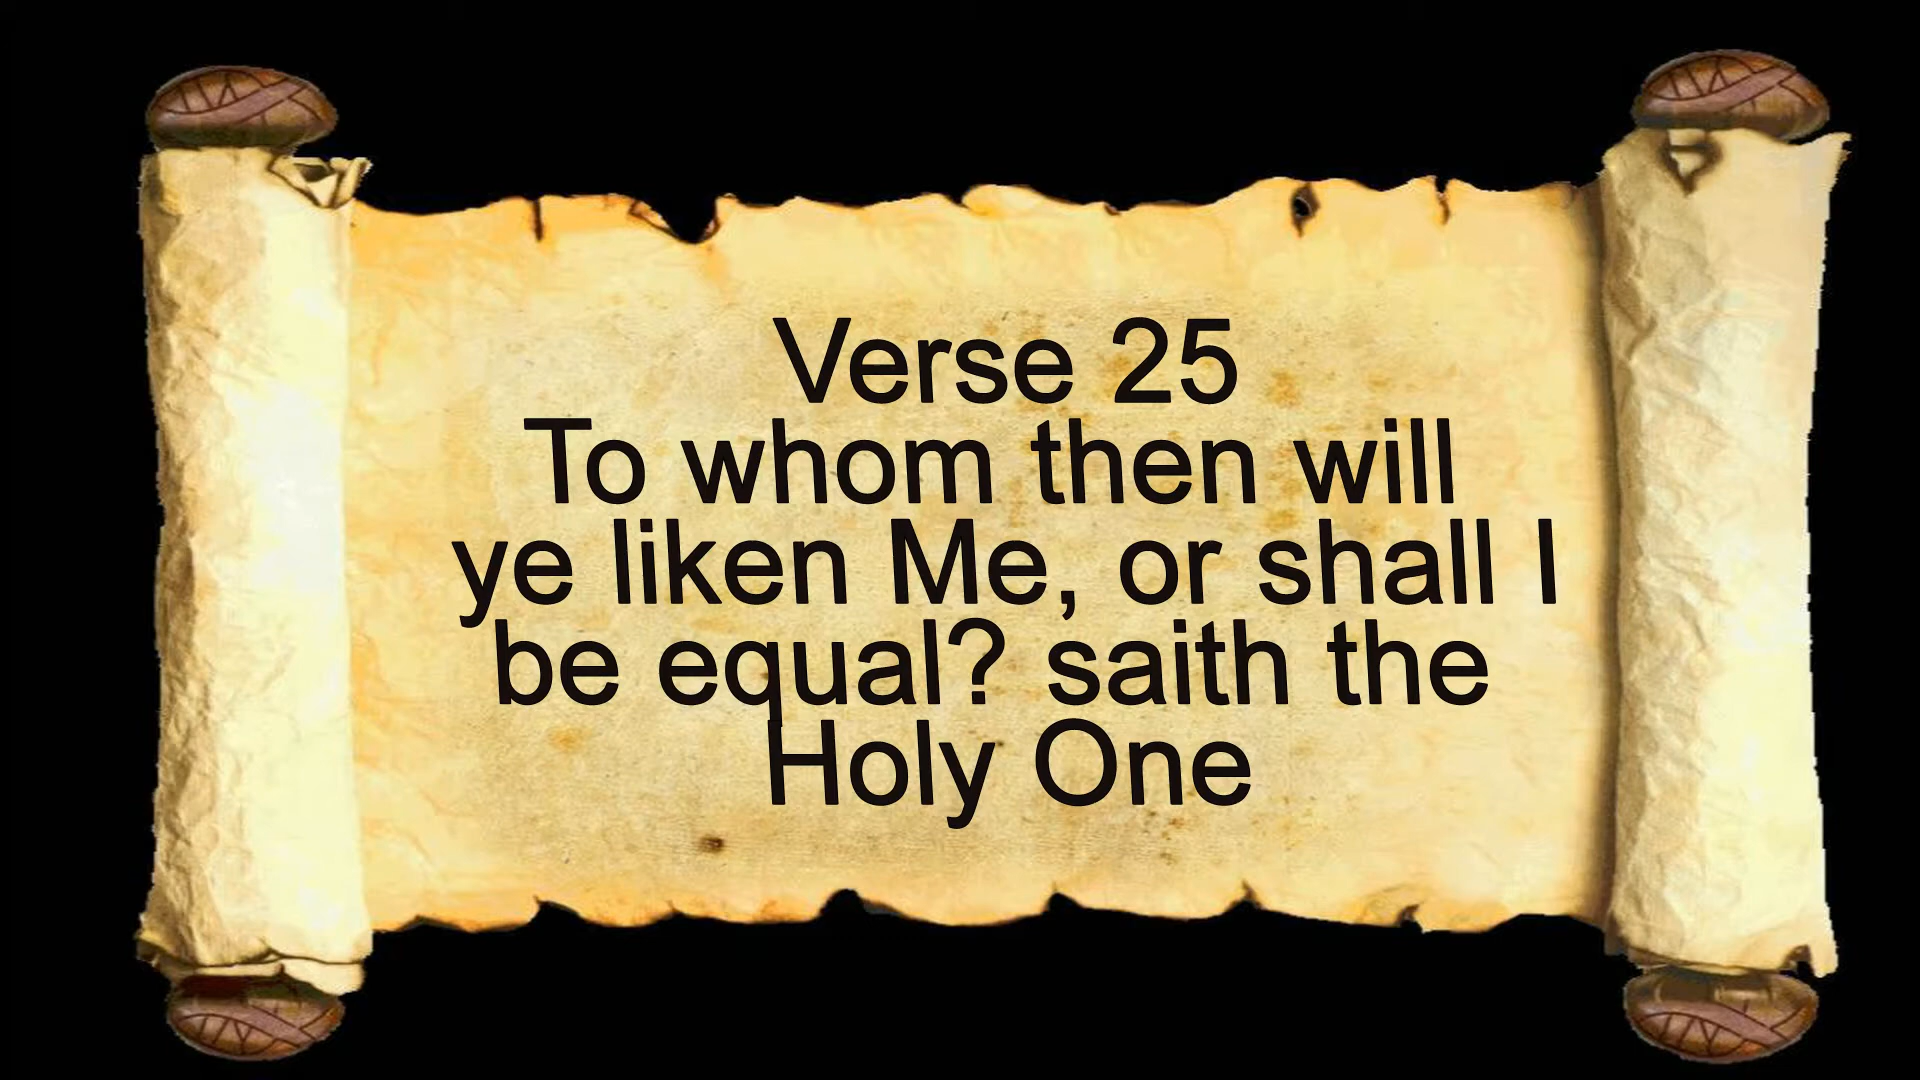 Verse 25
To whom then will
ye liken Me, or shall I
be equal? saith the
Holy One